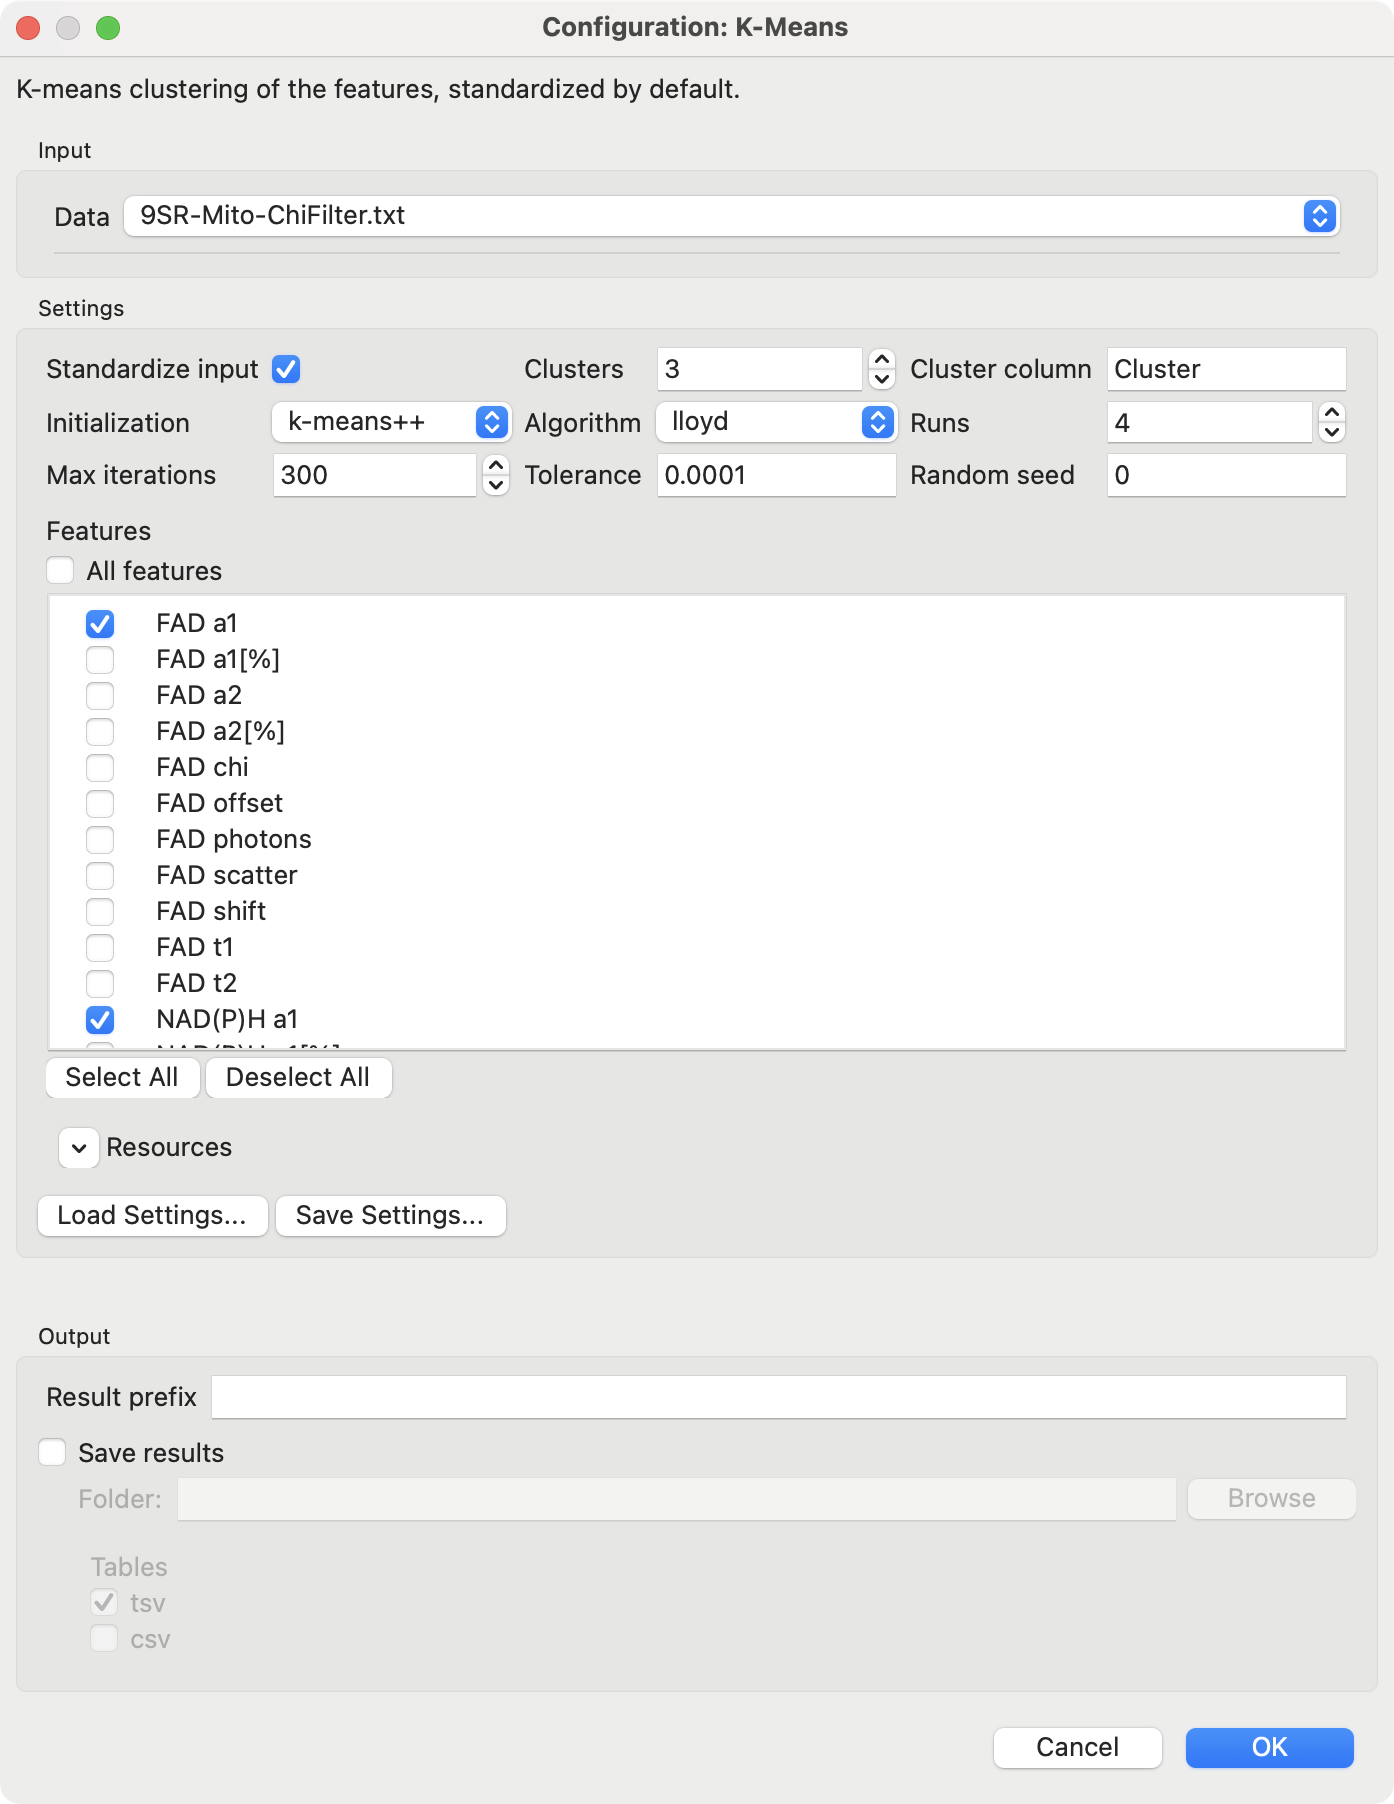 Configuration: K-Means
K-means clustering of the features, standardized by default.
Input
Data 9SR-Mito-ChiFilter.txt
Settings
Standardize input Clusters 3 Cluster column Cluster
Initialization k-means++ Algorithm lloyd Runs 4
Max iterations 300 Tolerance 0.0001 Random seed 0
Features
All features
FAD a1
FAD a1[%]
FAD a2
FAD a2[%]
FAD chi
FAD offset
FAD photons
FAD scatter
FAD shift
FAD t1
FAD t2
NAD(P)H a1
Select All Deselect All
Resources
Load Settings... Save Settings...
Output
Result prefix
Save results
Folder: Browse
Tables
tsv
csv
Cancel OK